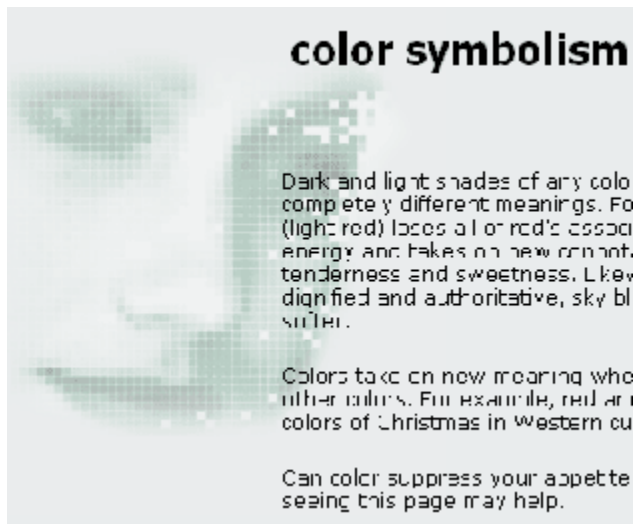 color symbolism
Dark and light shades of any colo
completely different meanings. Fo
(light red) loses all of red's associ
energy and takes on new connota
tenderness and sweetness. Likew
dignified and authoritative, sky bl
softer.
Colors take on new meaning whe
other colors. For example, red an
colors of Christmas in Western cu
Can color suppress your appetite
seeing this page may help.